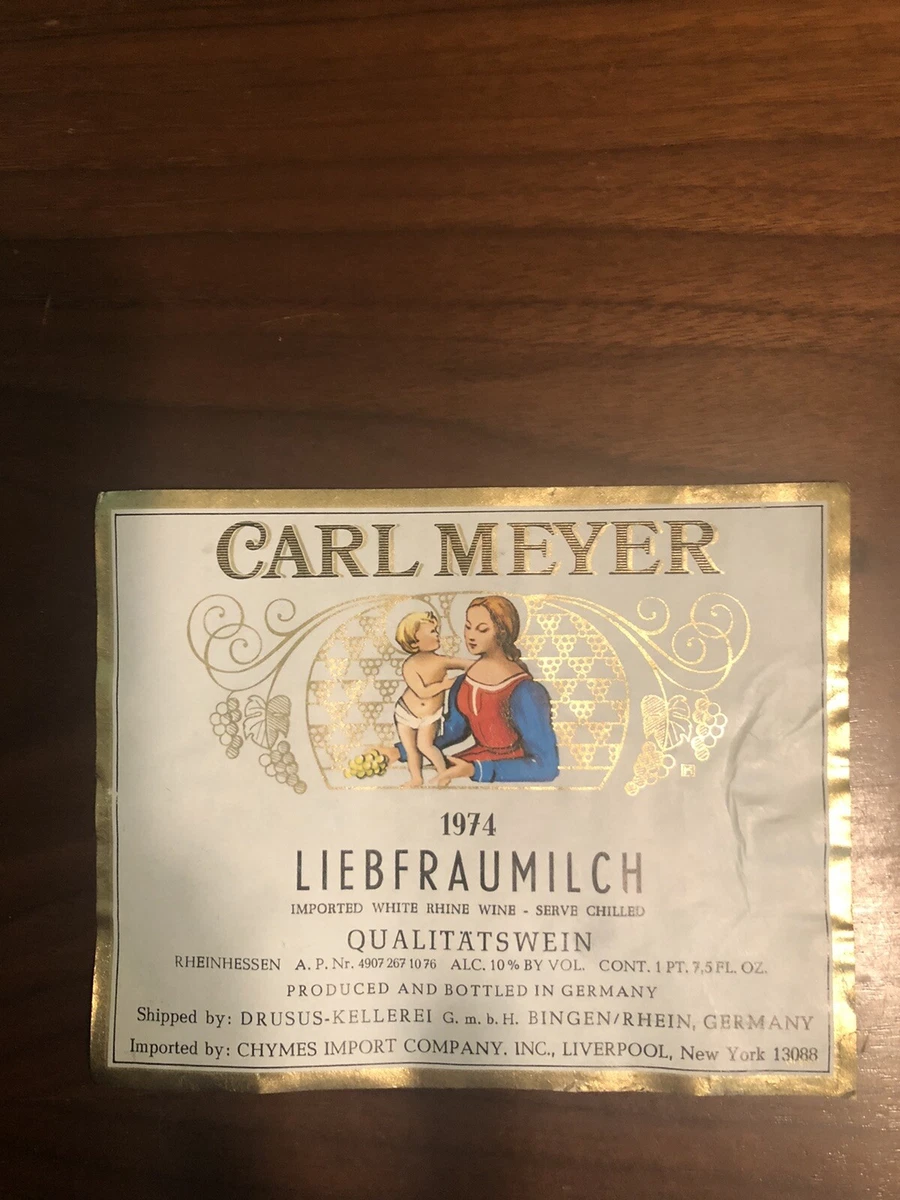 CARL MEYER
1974
LIEBFRAUMILCH
IMPORTED WHITE RHINE WINE - SERVE CHILLED
QUALITÄTSWEIN
RHEINHESSEN A. P. Nr. 4907 267 10 76 ALC. 10% BY VOL. CONT. 1 PT. 7,5 FL. OZ.
PRODUCED AND BOTTLED IN GERMANY
Shipped by: DRUSUS-KELLEREI G. m. b. H. BINGEN/RHEIN, GERMANY
Imported by: CHYMES IMPORT COMPANY. INC., LIVERPOOL, New York 13088